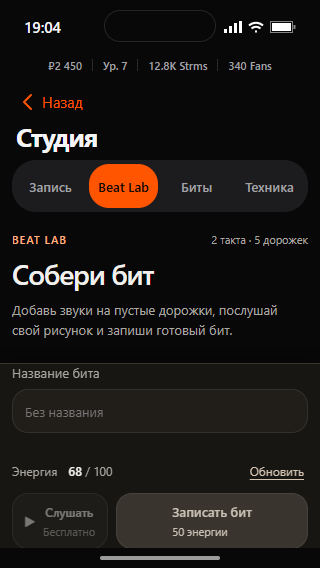 19:04
₽2 450 Ур. 7 12.8K Strms 340 Fans
Назад
Студия
Запись Beat Lab Биты Техника
BEAT LAB 2 такта · 5 дорожек
Собери бит
Добавь звуки на пустые дорожки, послушай
свой рисунок и запиши готовый бит.
Название бита
Без названия
Энергия 68 / 100 Обновить
Слушать Записать бит
Бесплатно 50 энергии